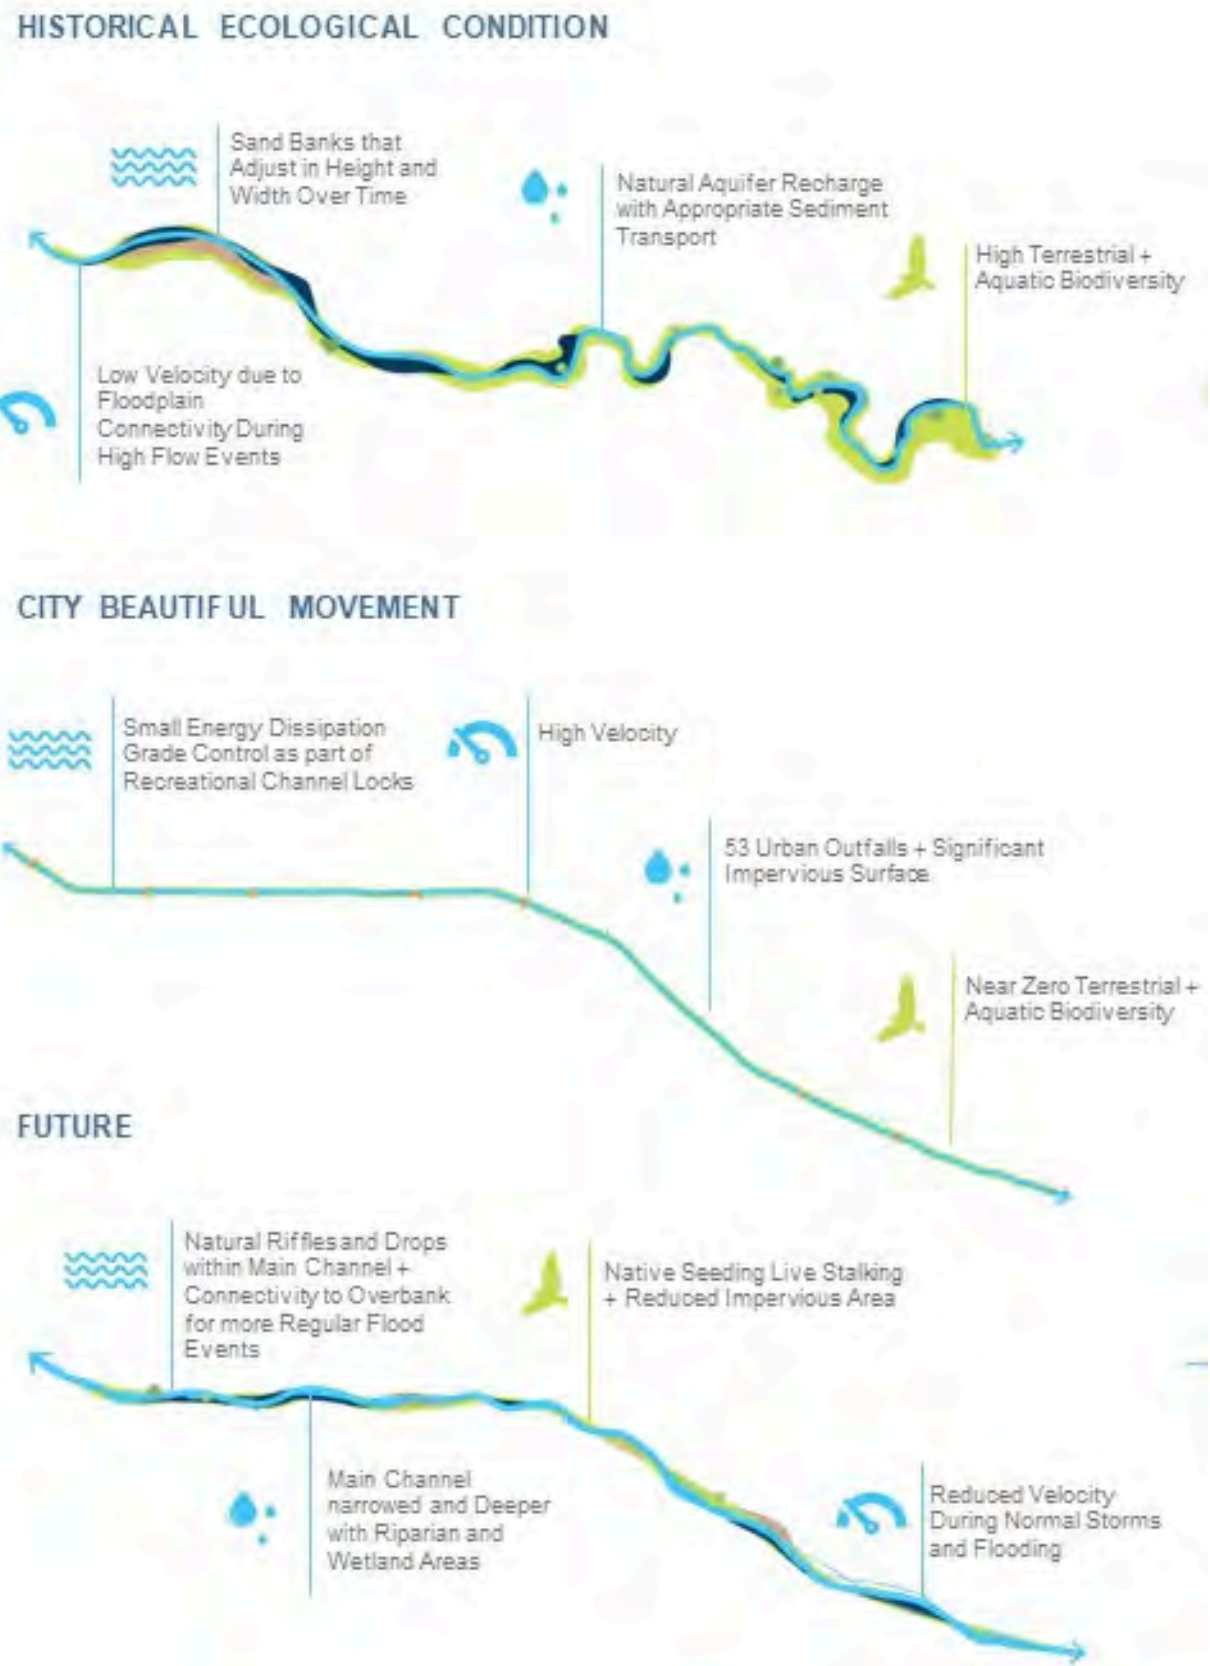 HISTORICAL ECOLOGICAL CONDITION
Sand Banks that
Adjust in Height and
Width Over Time
Natural Aquifer Recharge
with Appropriate Sediment
Transport
High Terrestrial +
Aquatic Biodiversity
Low Velocity due to
Floodplain
Connectivity During
High Flow Events
CITY BEAUTIFUL MOVEMENT
Small Energy Dissipation
Grade Control as part of
Recreational Channel Locks
High Velocity
53 Urban Outfalls + Significant
Impervious Surface
Near Zero Terrestrial +
Aquatic Biodiversity
FUTURE
Natural Riffles and Drops
within Main Channel +
Connectivity to Overbank
for more Regular Flood
Events
Native Seeding Live Stalking
+ Reduced Impervious Area
Main Channel
narrowed and Deeper
with Riparian and
Wetland Areas
Reduced Velocity
During Normal Storms
and Flooding